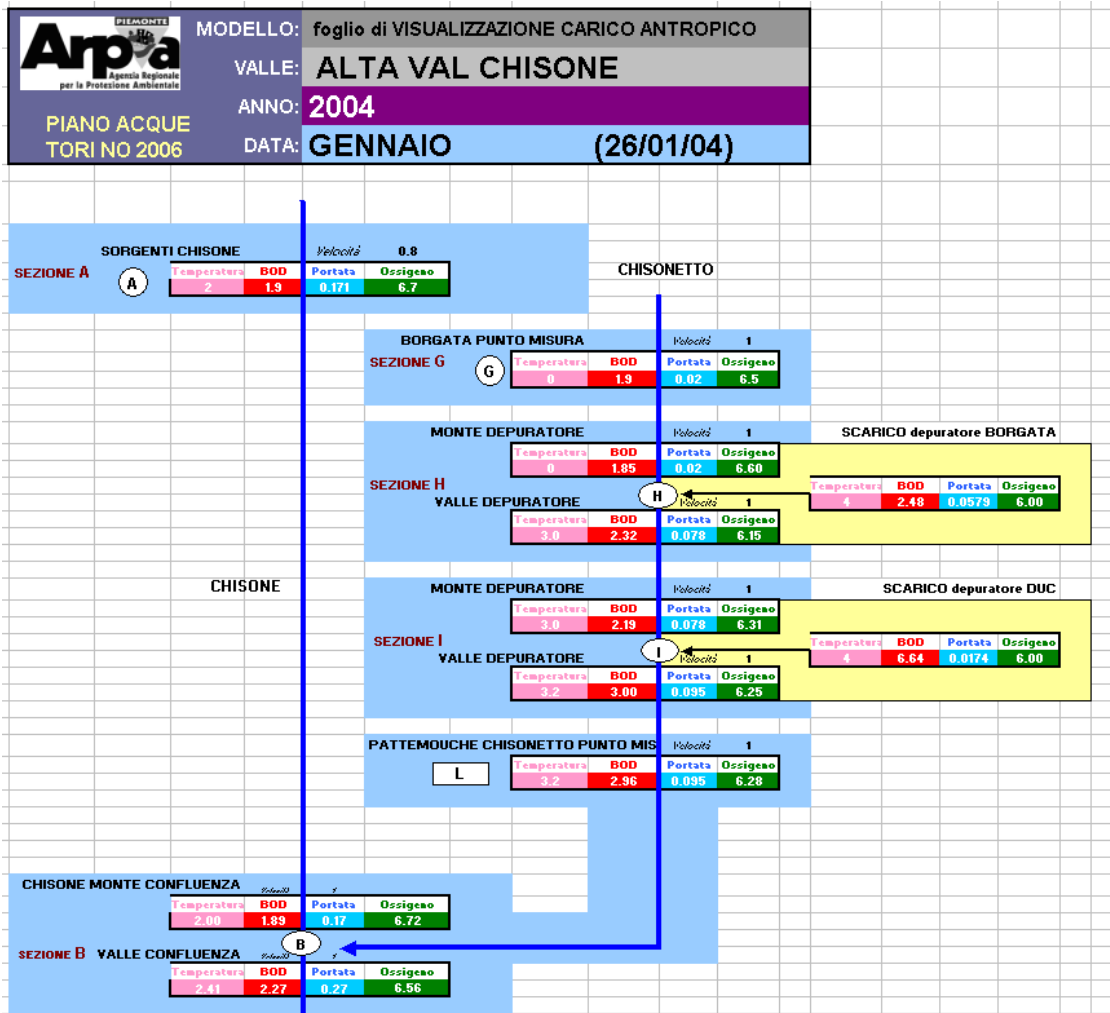 PIEMONTE
Arpa
Agenzia Regionale
per la Protezione Ambientale
PIANO ACQUE
TORINO 2006
MODELLO: foglio di VISUALIZZAZIONE CARICO ANTROPICO
VALLE: ALTA VAL CHISONE
ANNO: 2004
DATA: GENNAIO (26/01/04)
SORGENTI CHISONE Velocità 0.8
SEZIONE A A
Temperatura BOD Portata Ossigeno
2 1.9 0.171 6.7
CHISONETTO
BORGATA PUNTO MISURA Velocità 1
SEZIONE G G
Temperatura BOD Portata Ossigeno
0 1.9 0.02 6.5
MONTE DEPURATORE Velocità 1
Temperatura BOD Portata Ossigeno
0 1.85 0.02 6.60
SCARICO depuratore BORGATA
Temperatura BOD Portata Ossigeno
4 2.48 0.0579 6.00
SEZIONE H H
VALLE DEPURATORE Velocità 1
Temperatura BOD Portata Ossigeno
3.0 2.32 0.078 6.15
CHISONE
MONTE DEPURATORE Velocità 1
Temperatura BOD Portata Ossigeno
3.0 2.19 0.078 6.31
SCARICO depuratore DUC
Temperatura BOD Portata Ossigeno
4 6.64 0.0174 6.00
SEZIONE I I
VALLE DEPURATORE Velocità 1
Temperatura BOD Portata Ossigeno
3.2 3.00 0.095 6.25
PATTEMOUCHE CHISONETTO PUNTO MIS Velocità 1
L
Temperatura BOD Portata Ossigeno
3.2 2.96 0.095 6.28
CHISONE MONTE CONFLUENZA Velocità 1
Temperatura BOD Portata Ossigeno
2.00 1.89 0.17 6.72
SEZIONE B VALLE CONFLUENZA Velocità B 1
Temperatura BOD Portata Ossigeno
2.41 2.27 0.27 6.56